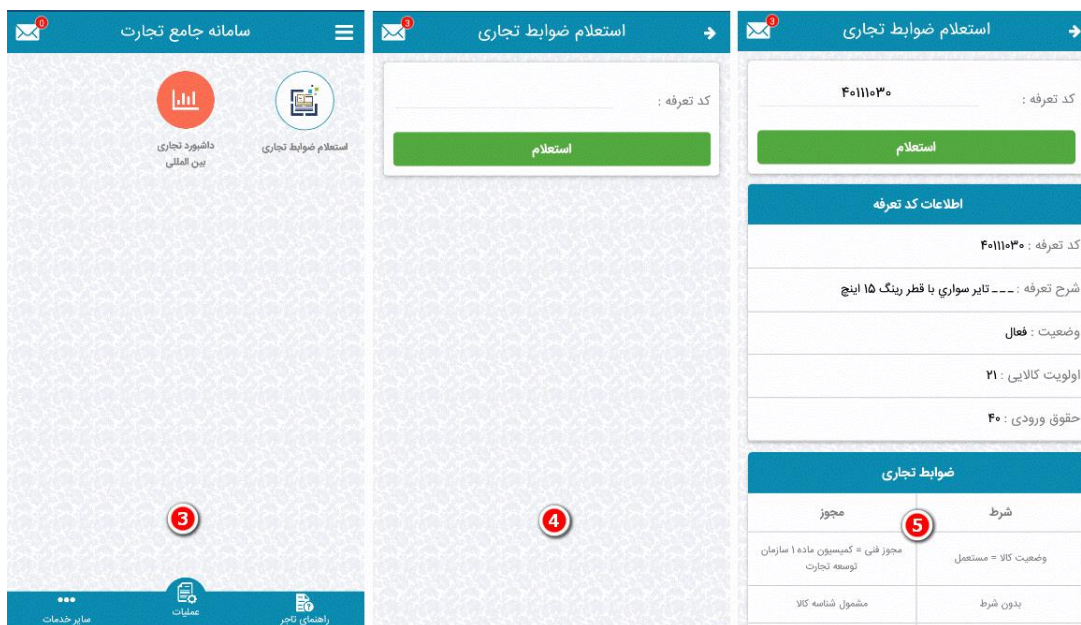 سامانه جامع تجارت
0
استعلام ضوابط تجاری
داشبورد تجاری
بین المللی
3
راهنمای تاجر
عملیات
سایر خدمات
استعلام ضوابط تجاری
3
کد تعرفه :
استعلام
4
استعلام ضوابط تجاری
3
کد تعرفه : ۴۰۱۱۱۰۳۰
استعلام
اطلاعات کد تعرفه
کد تعرفه : ۴۰۱۱۱۰۳۰
شرح تعرفه : _ _ _ تایر سواري با قطر رینگ ۱۵ اینچ
وضعیت : فعال
اولویت کالایی : ۲۱
حقوق ورودی : ۴۰
ضوابط تجاری
شرط مجوز
5
وضعیت کالا = مستعمل
مجوز فنی = کمیسیون ماده ۱ سازمان
توسعه تجارت
بدون شرط مشمول شناسه کالا